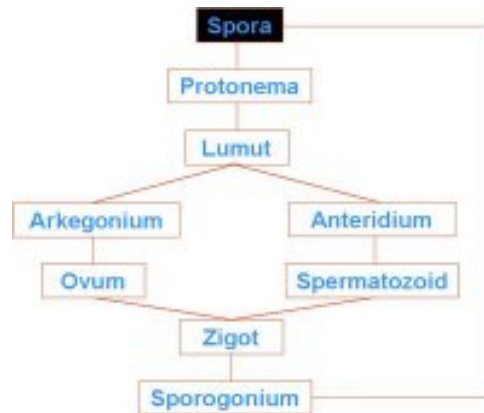 Spora
Protonema
Lumut
Arkegonium
Anteridium
Ovum
Spermatozoid
Zigot
Sporogonium